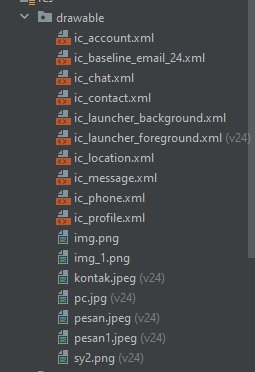 res
drawable
ic_account.xml
ic_baseline_email_24.xml
ic_chat.xml
ic_contact.xml
ic_launcher_background.xml
ic_launcher_foreground.xml (v24)
ic_location.xml
ic_message.xml
ic_phone.xml
ic_profile.xml
img.png
img_1.png
kontak.jpeg (v24)
pc.jpg (v24)
pesan.jpeg (v24)
pesan1.jpeg (v24)
sy2.png (v24)